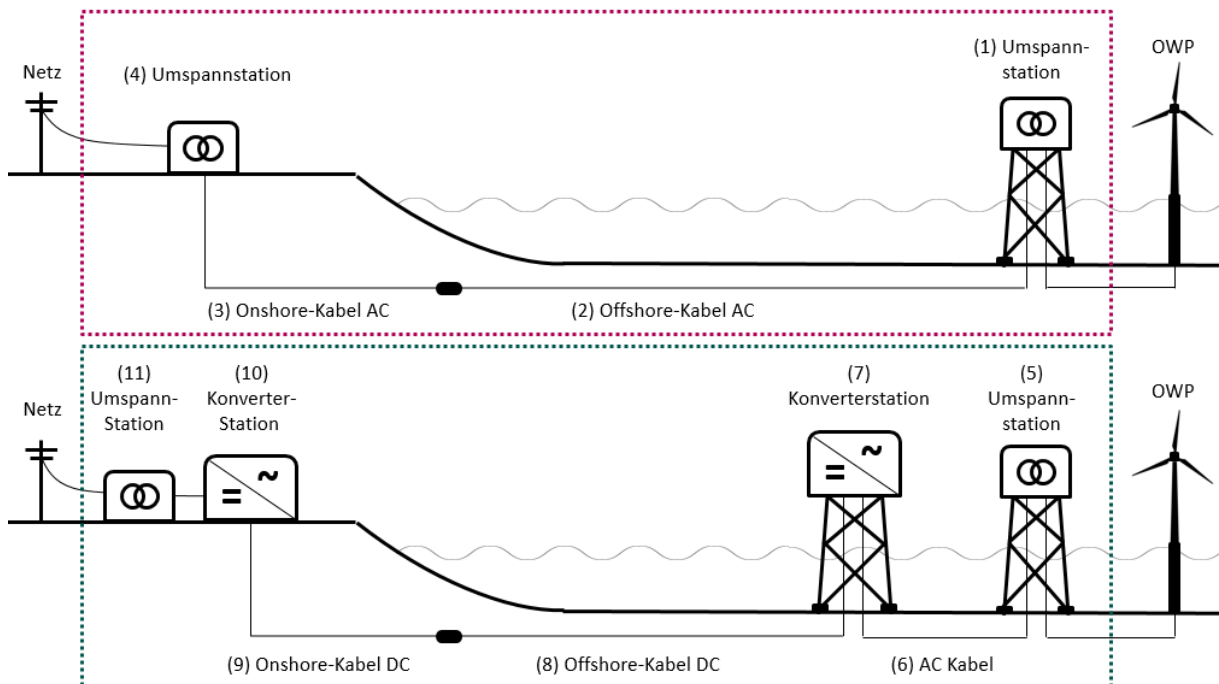 (1) Umspann-
station
OWP
Netz
(4) Umspannstation
(3) Onshore-Kabel AC
(2) Offshore-Kabel AC
(11)
Umspann-
Station
(10)
Konverter-
Station
(7)
Konverterstation
(5)
Umspann-
station
OWP
Netz
=
~
=
~
(9) Onshore-Kabel DC
(8) Offshore-Kabel DC
(6) AC Kabel